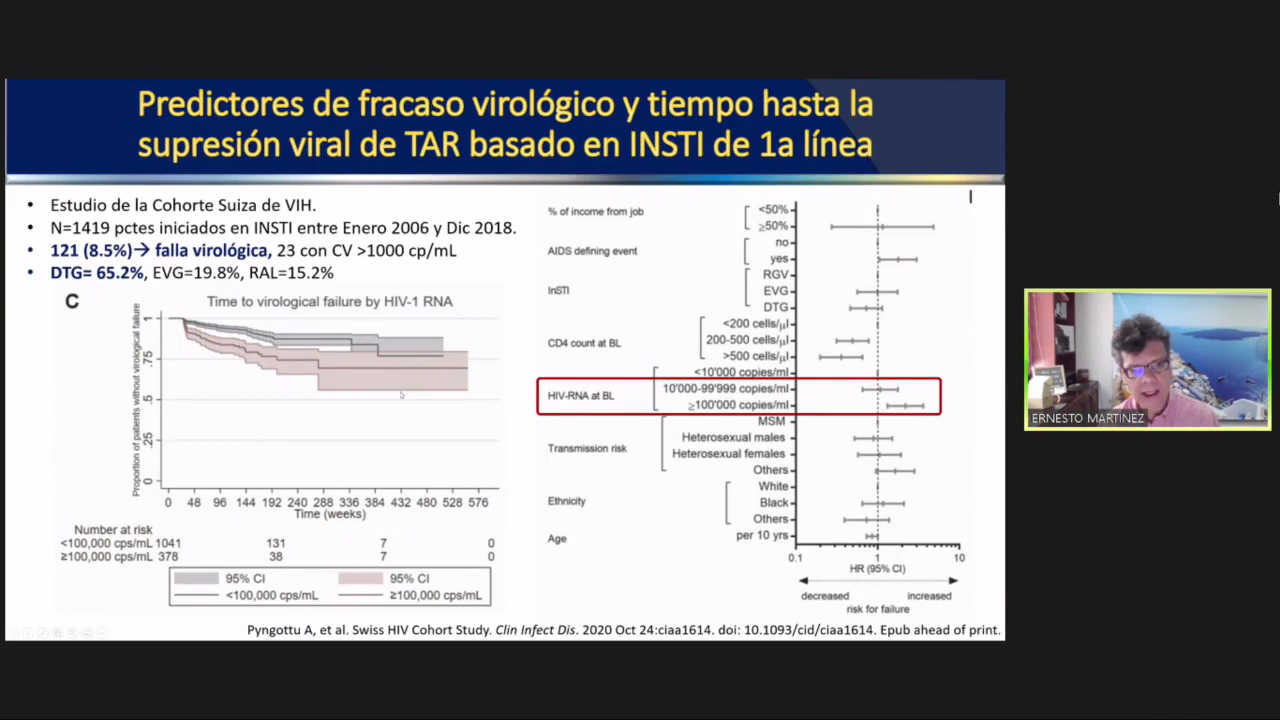 Predictores de fracaso virológico y tiempo hasta la
supresión viral de TAR basado en INSTI de 1a línea
• Estudio de la Cohorte Suiza de VIH.
• N=1419 pctes iniciados en INSTI entre Enero 2006 y Dic 2018.
• 121 (8.5%)→ falla virológica, 23 con CV >1000 cp/mL
• DTG= 65.2%, EVG=19.8%, RAL=15.2%
C
Time to virological failure by HIV-1 RNA
Proportion of patients without virological failure
1
.75
.5
.25
0
0 48 96 144 192 240 288 336 384 432 480 528 576
Time (weeks)
Number at risk
<100,000 cps/mL 1041 131 7 0
≥100,000 cps/mL 378 38 7 0
95% CI 95% CI
<100,000 cps/mL ≥100,000 cps/mL
% of income from job
<50%
≥50%
AIDS defining event
no
yes
InSTI
RGV
EVG
DTG
CD4 count at BL
<200 cells/µl
200-500 cells/µl
>500 cells/µl
HIV-RNA at BL
<10'000 copies/ml
10'000-99'999 copies/ml
≥100'000 copies/ml
Transmission risk
MSM
Heterosexual males
Heterosexual females
Others
Ethnicity
White
Black
Others
Age
per 10 yrs
0.1 1 10
HR (95% CI)
decreased increased
risk for failure
Pyngottu A, et al. Swiss HIV Cohort Study. Clin Infect Dis. 2020 Oct 24:ciaa1614. doi: 10.1093/cid/ciaa1614. Epub ahead of print.
ERNESTO MARTINEZ